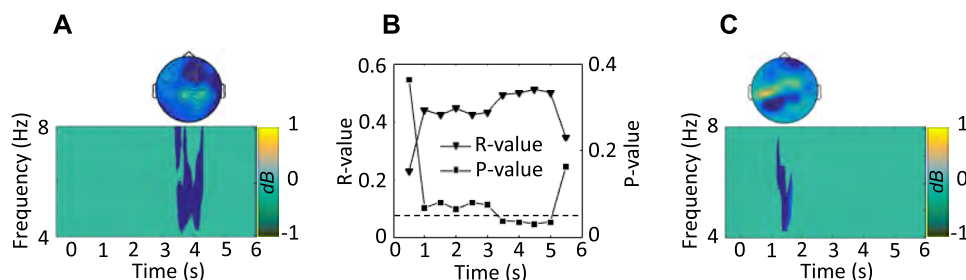 A
Frequency (Hz)
8
4
0 1 2 3 4 5 6
Time (s)
1
0
-1
dB
B
R-value
0.6
0.4
0.2
0
R-value
P-value
0 1 2 3 4 5 6
Time (s)
0.4
0.2
0
P-value
C
Frequency (Hz)
8
4
0 1 2 3 4 5 6
Time (s)
1
0
-1
dB